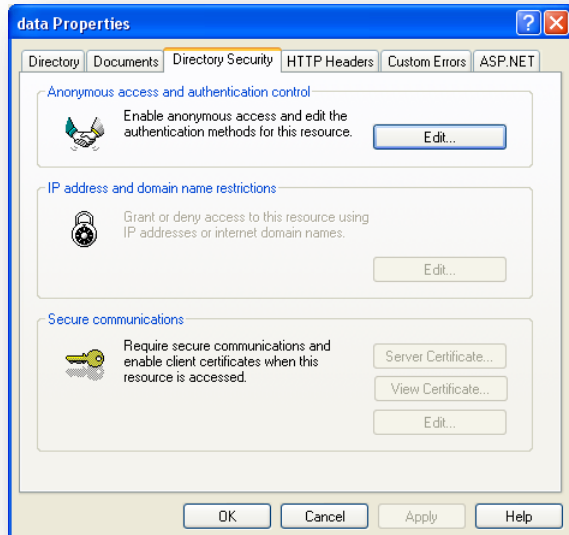 data Properties
Directory Documents Directory Security HTTP Headers Custom Errors ASP.NET
Anonymous access and authentication control
Enable anonymous access and edit the
authentication methods for this resource.
Edit...
IP address and domain name restrictions
Grant or deny access to this resource using
IP addresses or internet domain names.
Edit...
Secure communications
Require secure communications and
enable client certificates when this
resource is accessed.
Server Certificate...
View Certificate...
Edit...
OK Cancel Apply Help